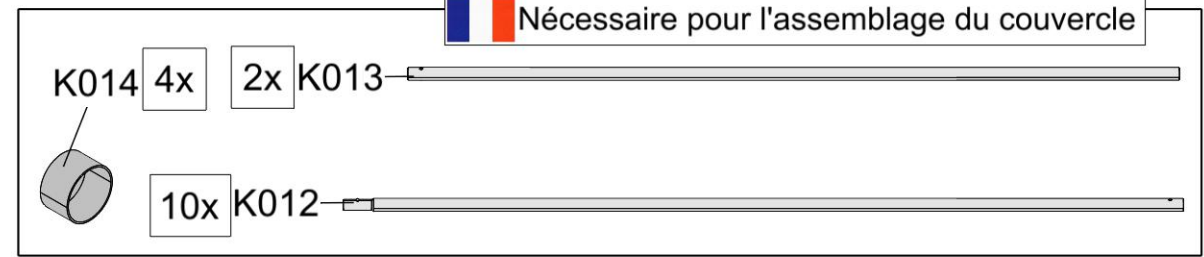 Nécessaire pour l'assemblage du couvercle
K014 4x 2x K013
10x K012